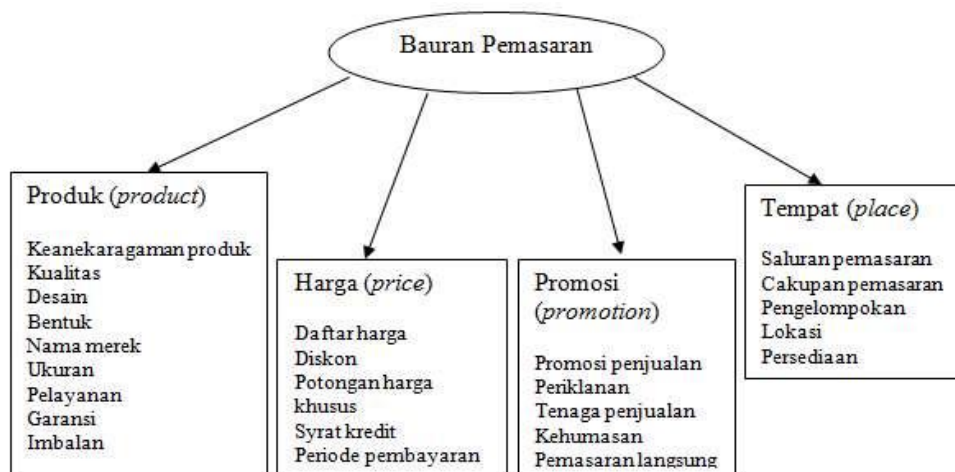 Bauran Pemasaran
Produk (product)
Keanekaragaman produk
Kualitas
Desain
Bentuk
Nama merek
Ukuran
Pelayanan
Garansi
Imbalan
Harga (price)
Daftar harga
Diskon
Potongan harga
khusus
Syrat kredit
Periode pembayaran
Promosi
(promotion)
Promosi penjualan
Periklanan
Tenaga penjualan
Kehumasan
Pemasaran langsung
Tempat (place)
Saluran pemasaran
Cakupan pemasaran
Pengelompokan
Lokasi
Persediaan